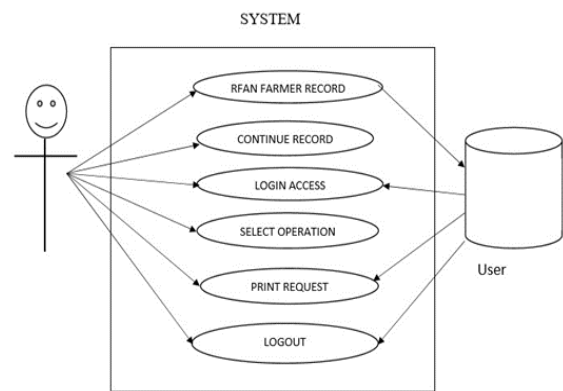 SYSTEM
RFAN FARMER RECORD
CONTINUE RECORD
LOGIN ACCESS
SELECT OPERATION
PRINT REQUEST
LOGOUT
User